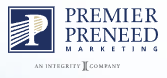 PREMIER
PRENEED
MARKETING
AN INTEGRITY COMPANY